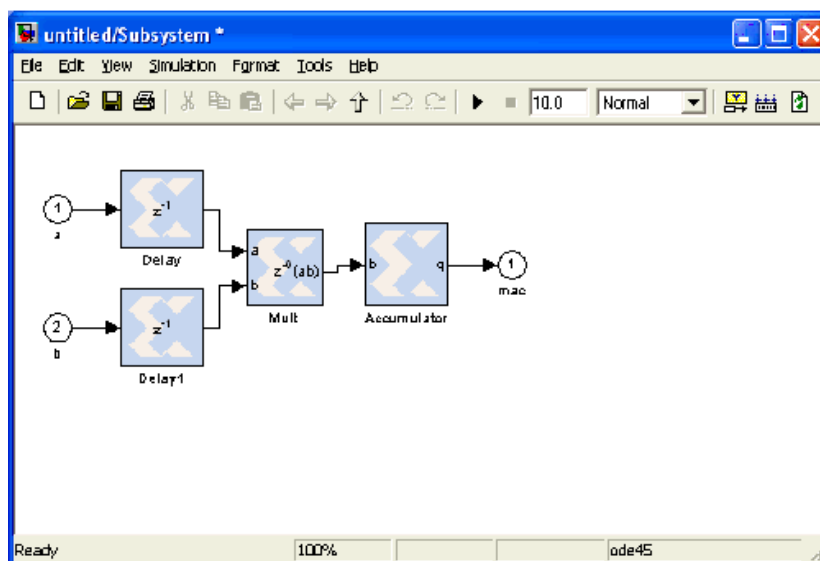 untitled/Subsystem *
File Edit View Simulation Format Tools Help
10.0 Normal
1
a
z⁻¹
Delay
2
b
z⁻¹
Delay1
a
b
z⁻⁰(ab)
Mult
b q
Accumulator
1
mac
Ready 100% ode45